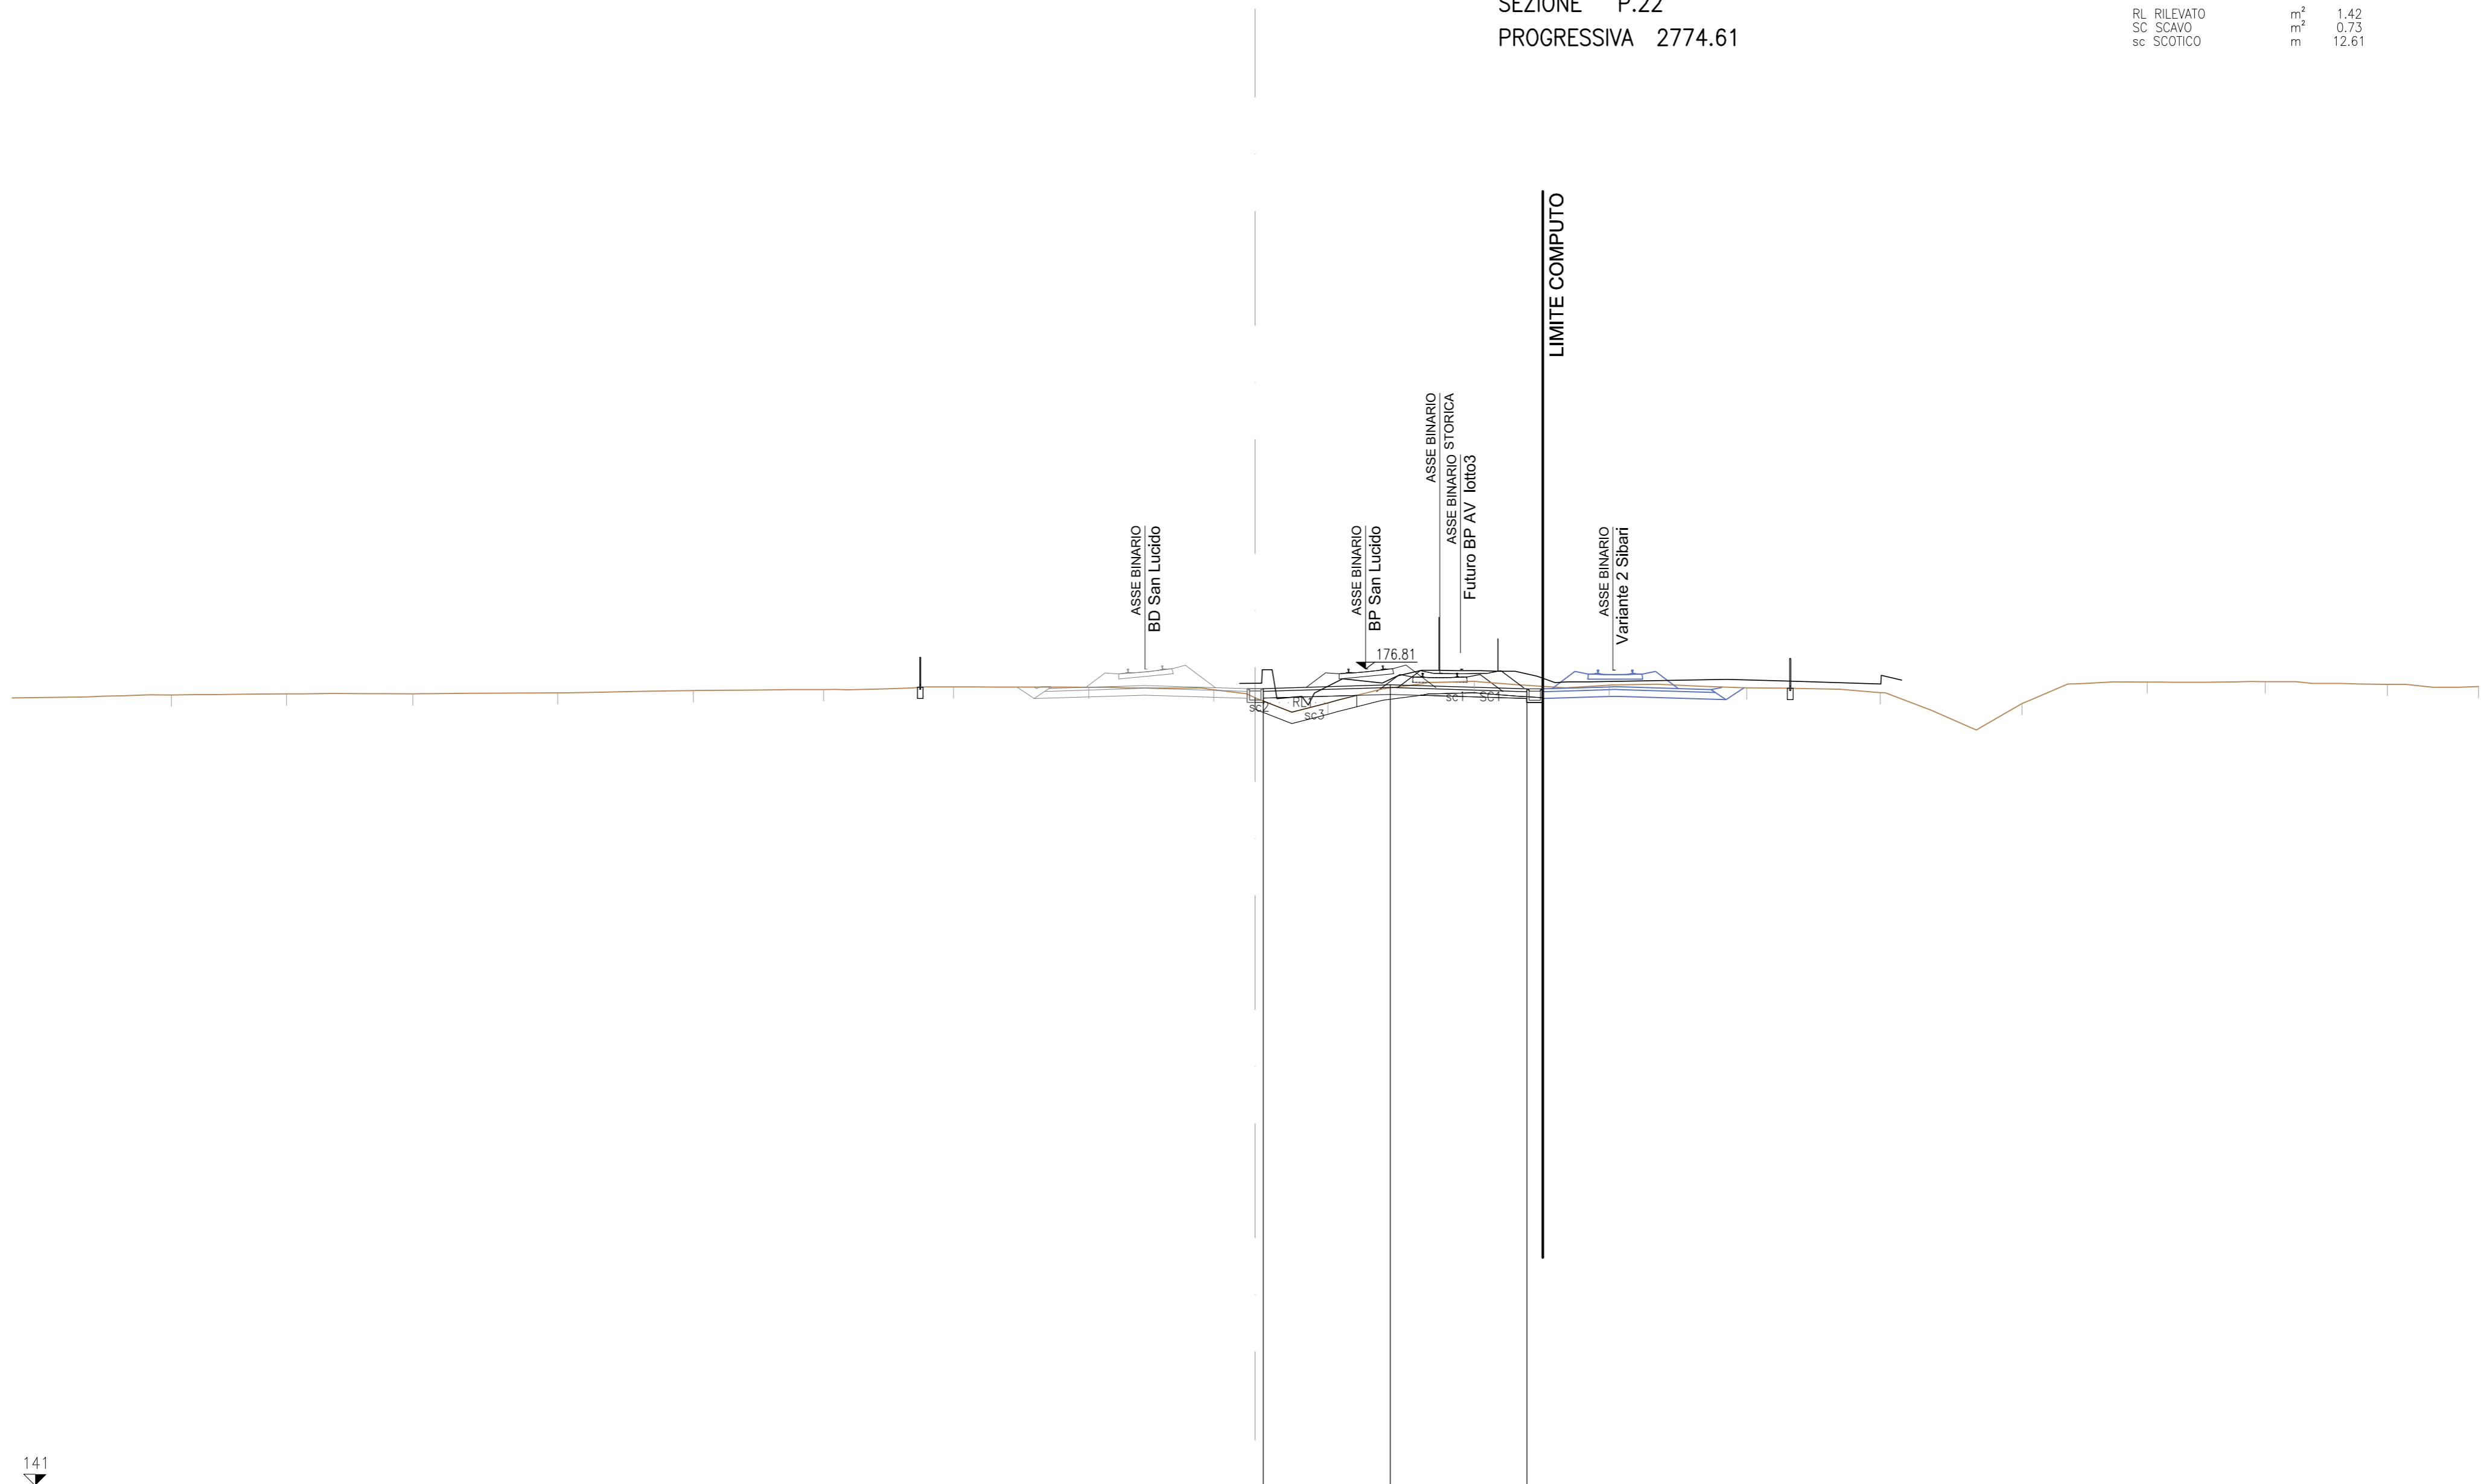 SEZIONE P.22
PROGRESSIVA 2774.61
RL RILEVATO m² 1.42
SC SCAVO m² 0.73
sc SCOTICO m 12.61
LIMITE COMPUTO
ASSE BINARIO
ASSE BINARIO STORICA
Futuro BP AV lotto3
ASSE BINARIO
BD San Lucido
ASSE BINARIO
BP San Lucido
ASSE BINARIO
Variante 2 Sibari
176.81
sc2
RL
sc3
sc1
SC1
141